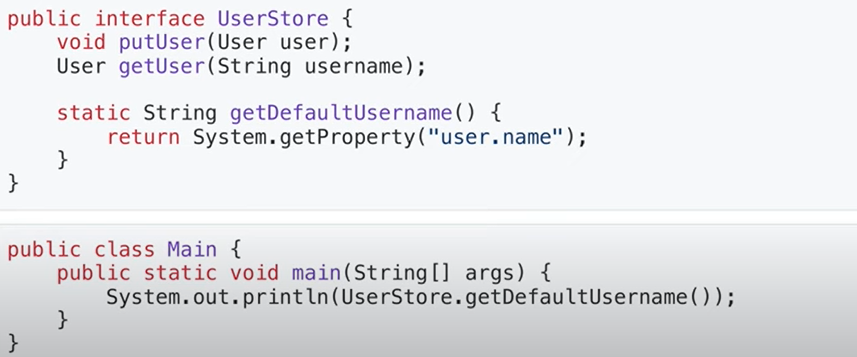 public interface UserStore {
    void putUser(User user);
    User getUser(String username);

    static String getDefaultUsername() {
        return System.getProperty("user.name");
    }
}
public class Main {
    public static void main(String[] args) {
        System.out.println(UserStore.getDefaultUsername());
    }
}